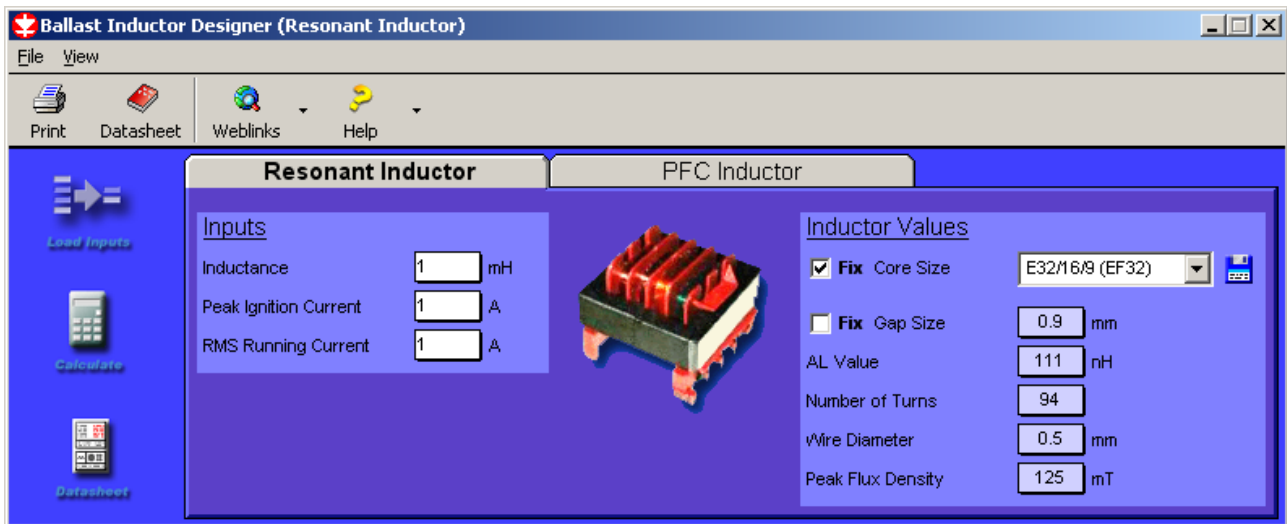 Ballast Inductor Designer (Resonant Inductor)
File View
Print Datasheet Weblinks Help
Resonant Inductor PFC Inductor
Load Inputs
Calculate
Datasheet
Inputs
Inductance 1 mH
Peak Ignition Current 1 A
RMS Running Current 1 A
Inductor Values
Fix Core Size E32/16/9 (EF32)
Fix Gap Size 0.9 mm
AL Value 111 nH
Number of Turns 94
Wire Diameter 0.5 mm
Peak Flux Density 125 mT